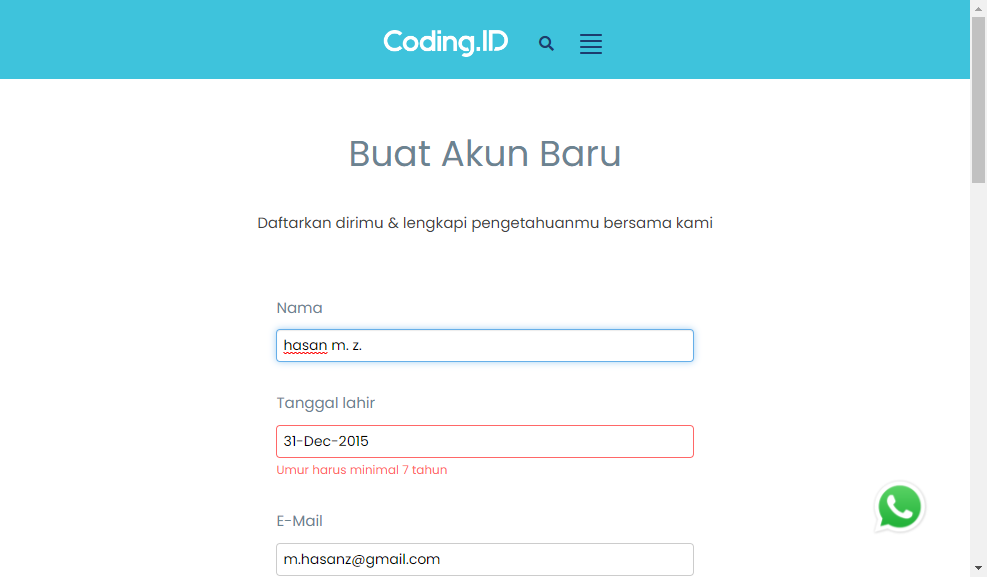 Coding.ID
Buat Akun Baru
Daftarkan dirimu & lengkapi pengetahuanmu bersama kami
Nama
hasan m. z.
Tanggal lahir
31-Dec-2015
Umur harus minimal 7 tahun
E-Mail
m.hasanz@gmail.com